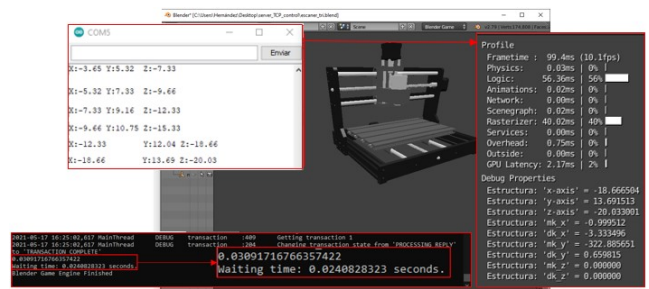 Blender* [C:\Users\Hernández\Desktop\server_TCP_control\escaner_tri.blend]
COM5
Scene
Blender Game
Enviar
X:-3.65 Y:5.32 Z:-7.33
X:-5.32 Y:7.33 Z:-9.66
X:-7.33 Y:9.16 Z:-12.33
X:-9.66 Y:10.75 Z:-15.33
X:-12.33 Y:12.04 Z:-18.66
X:-18.66 Y:13.69 Z:-20.03
Profile
Frametime : 99.4ms (10.1fps)
Physics: 0.03ms | 0% |
Logic: 56.36ms | 56%
Animations: 0.02ms | 0% |
Network: 0.00ms | 0% |
Scenegraph: 0.02ms | 0% |
Rasterizer: 40.02ms | 40%
Services: 0.00ms | 0% |
Overhead: 0.75ms | 0% |
Outside: 0.00ms | 0% |
GPU Latency: 2.17ms | 2% |
Debug Properties
Estructura: 'x-axis' = -18.666504
Estructura: 'y-axis' = 13.691513
Estructura: 'z-axis' = -20.033001
Estructura: 'mk_x' = -0.999512
Estructura: 'dk_x' = -3.333496
Estructura: 'mk_y' = -322.885651
Estructura: 'dk_y' = 0.659815
Estructura: 'mk_z' = 0.000000
Estructura: 'dk_z' = 0.000000
2021-05-17 16:25:02,617 MainThread DEBUG transaction :409 Getting transaction 1
2021-05-17 16:25:02,617 MainThread DEBUG transaction :204 Changing transaction state from 'PROCESSING REPLY'
to 'TRANSACTION_COMPLETE'
0.03091716766357422
Waiting time: 0.0240828323 seconds.
Blender Game Engine Finished
0.03091716766357422
Waiting time: 0.0240828323 seconds.